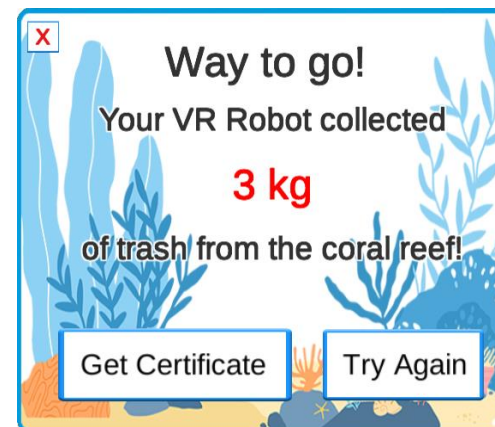 X
Way to go!
Your VR Robot collected
3 kg
of trash from the coral reef!
Get Certificate
Try Again